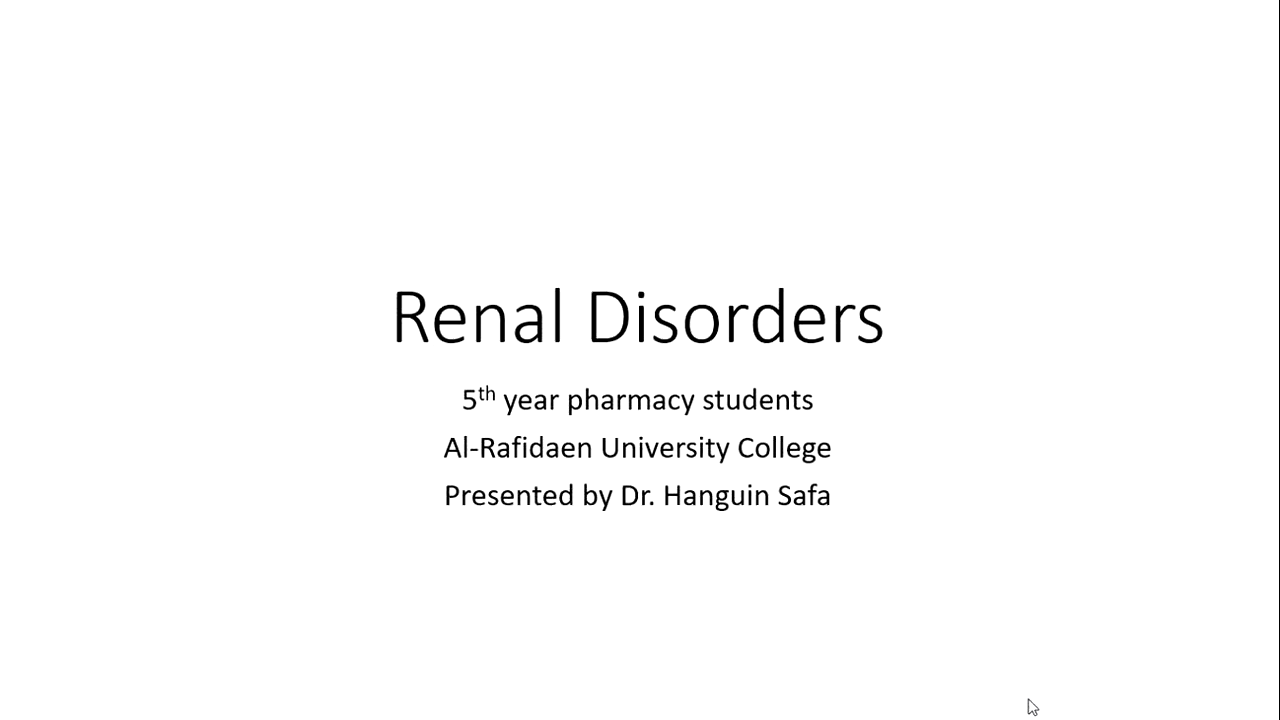 Renal Disorders
5th year pharmacy students
Al-Rafidaen University College
Presented by Dr. Hanguin Safa